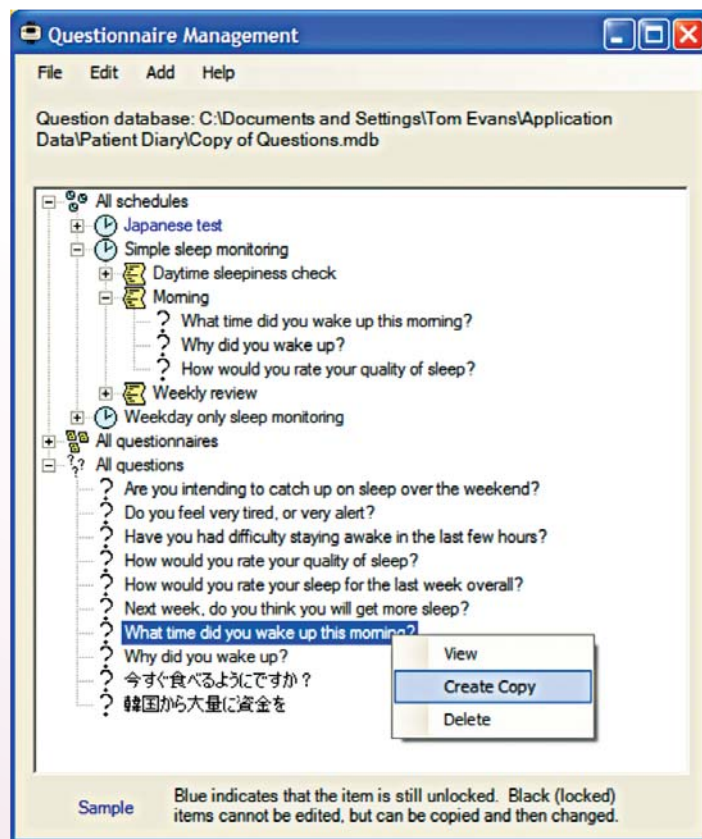 Questionnaire Management
File Edit Add Help
Question database: C:\Documents and Settings\Tom Evans\Application
Data\Patient Diary\Copy of Questions.mdb
All schedules
Japanese test
Simple sleep monitoring
Daytime sleepiness check
Morning
What time did you wake up this morning?
Why did you wake up?
How would you rate your quality of sleep?
Weekly review
Weekday only sleep monitoring
All questionnaires
All questions
Are you intending to catch up on sleep over the weekend?
Do you feel very tired, or very alert?
Have you had difficulty staying awake in the last few hours?
How would you rate your quality of sleep?
How would you rate your sleep for the last week overall?
Next week, do you think you will get more sleep?
What time did you wake up this morning?
Why did you wake up?
今すぐ食べるようにですか？
韓国から大量に資金を
View
Create Copy
Delete
Sample
Blue indicates that the item is still unlocked. Black (locked)
items cannot be edited, but can be copied and then changed.